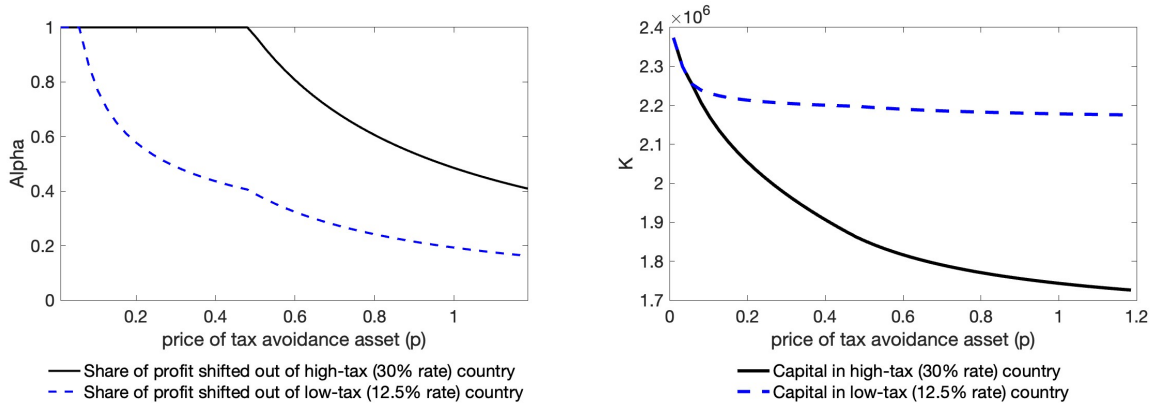 1
0.8
0.6
0.4
0.2
0
Alpha
0.2 0.4 0.6 0.8 1
price of tax avoidance asset (p)
Share of profit shifted out of high-tax (30% rate) country
Share of profit shifted out of low-tax (12.5% rate) country
×10⁶
2.4
2.3
2.2
2.1
2
1.9
1.8
1.7
K
0 0.2 0.4 0.6 0.8 1 1.2
price of tax avoidance asset (p)
Capital in high-tax (30% rate) country
Capital in low-tax (12.5% rate) country